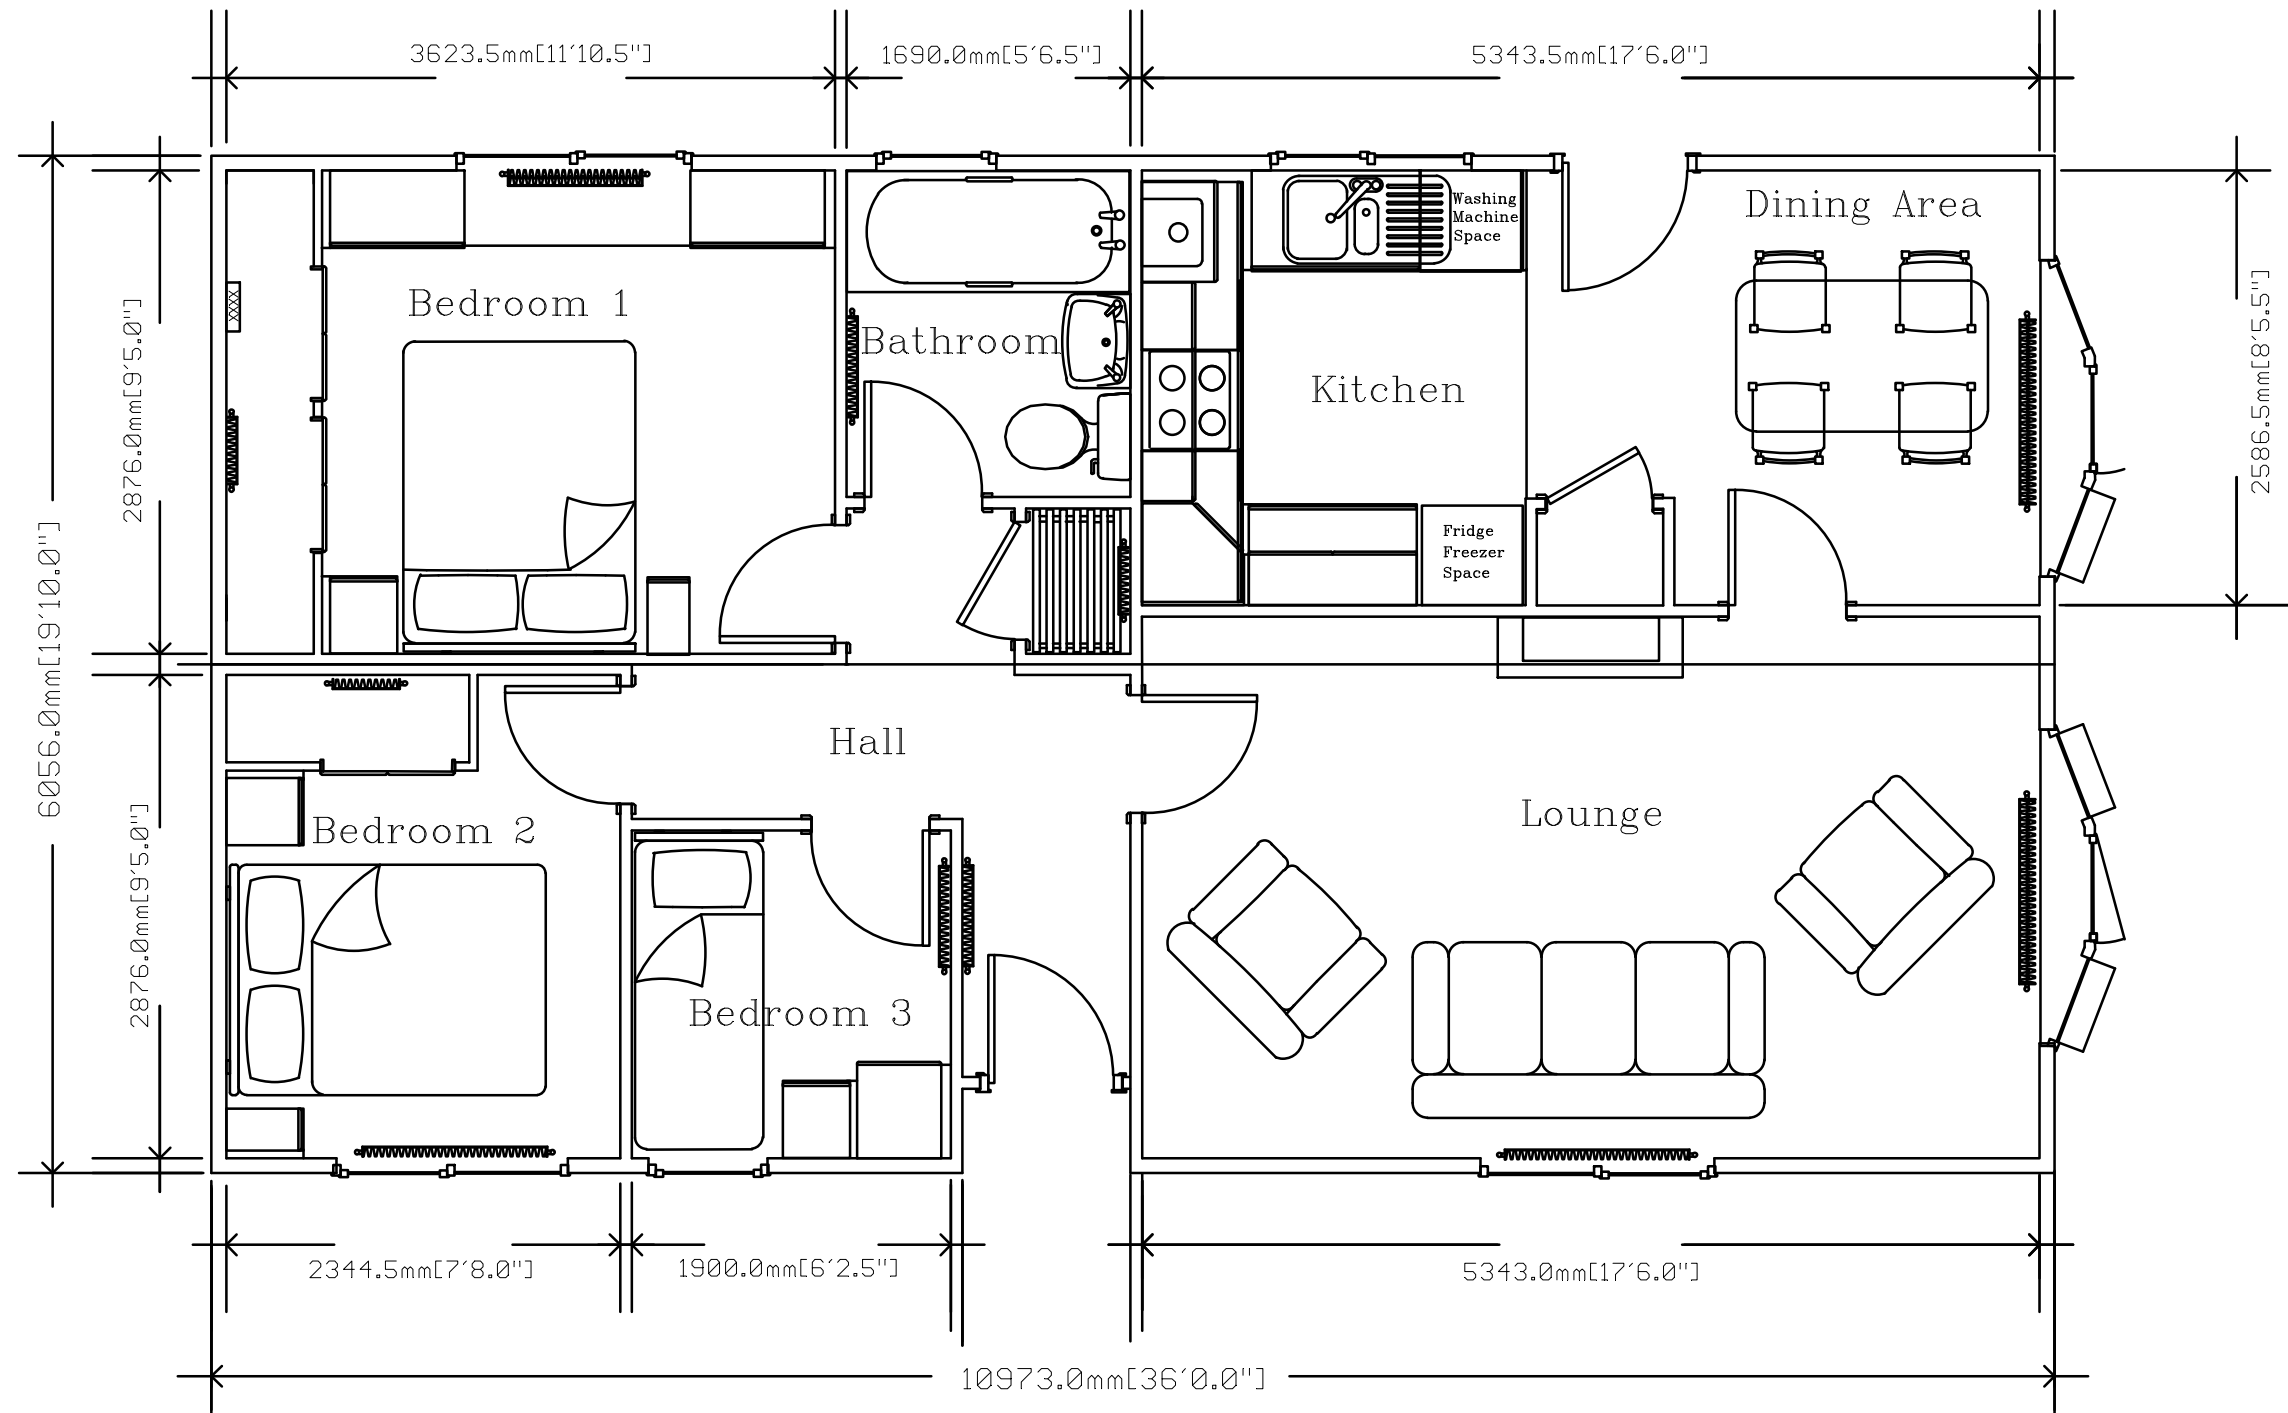 3623.5mm[11'10.5"]
1690.0mm[5'6.5"]
5343.5mm[17'6.0"]
Washing
Machine
Space
Dining Area
Bedroom 1
Bathroom
Kitchen
2876.0mm[9'5.0"]
2586.5mm[8'5.5"]
6056.0mm[19'10.0"]
Fridge
Freezer
Space
Hall
Lounge
Bedroom 2
2876.0mm[9'5.0"]
Bedroom 3
2344.5mm[7'8.0"]
1900.0mm[6'2.5"]
5343.0mm[17'6.0"]
10973.0mm[36'0.0"]